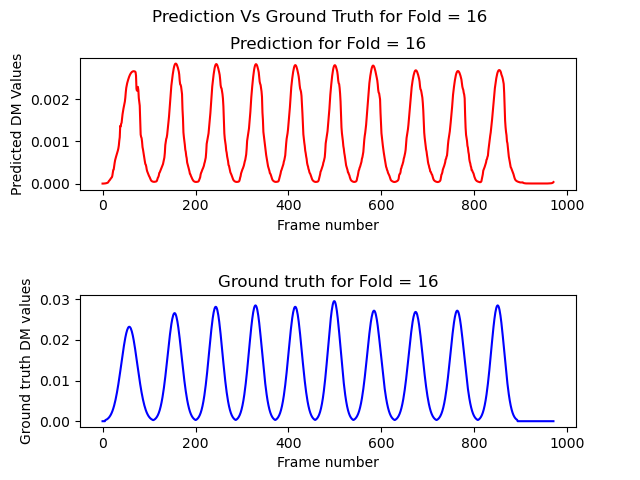 Prediction Vs Ground Truth for Fold = 16
Prediction for Fold = 16
Predicted DM Values
0.002
0.001
0.000
0 200 400 600 800 1000
Frame number
Ground truth for Fold = 16
Ground truth DM values
0.03
0.02
0.01
0.00
0 200 400 600 800 1000
Frame number